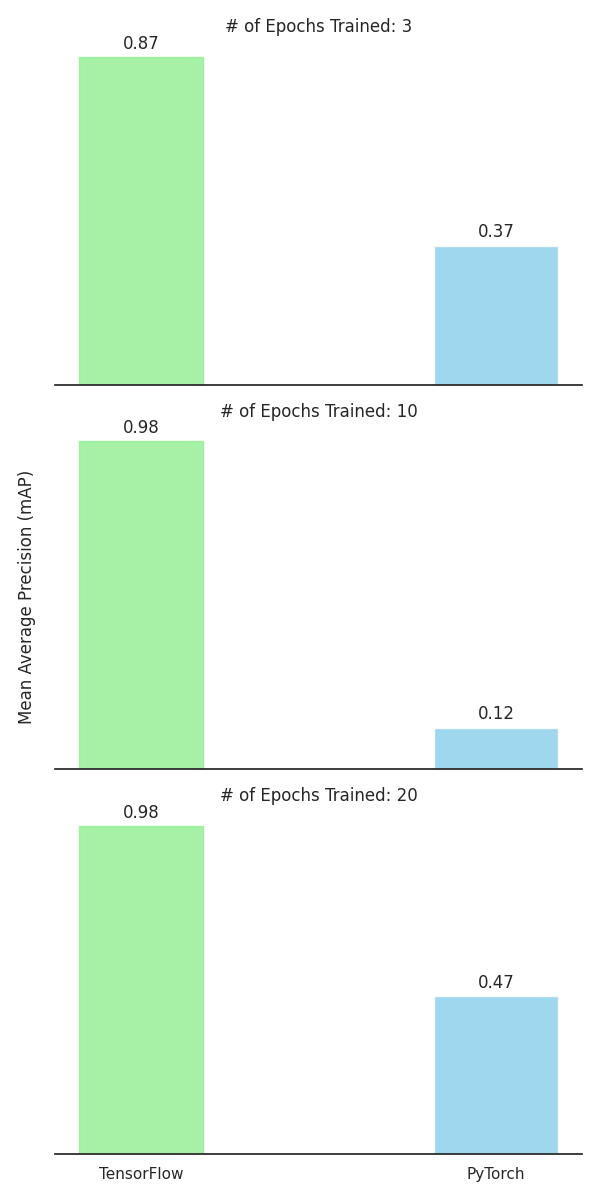 # of Epochs Trained: 3
0.87
0.37
# of Epochs Trained: 10
0.98
0.12
Mean Average Precision (mAP)
# of Epochs Trained: 20
0.98
0.47
TensorFlow
PyTorch